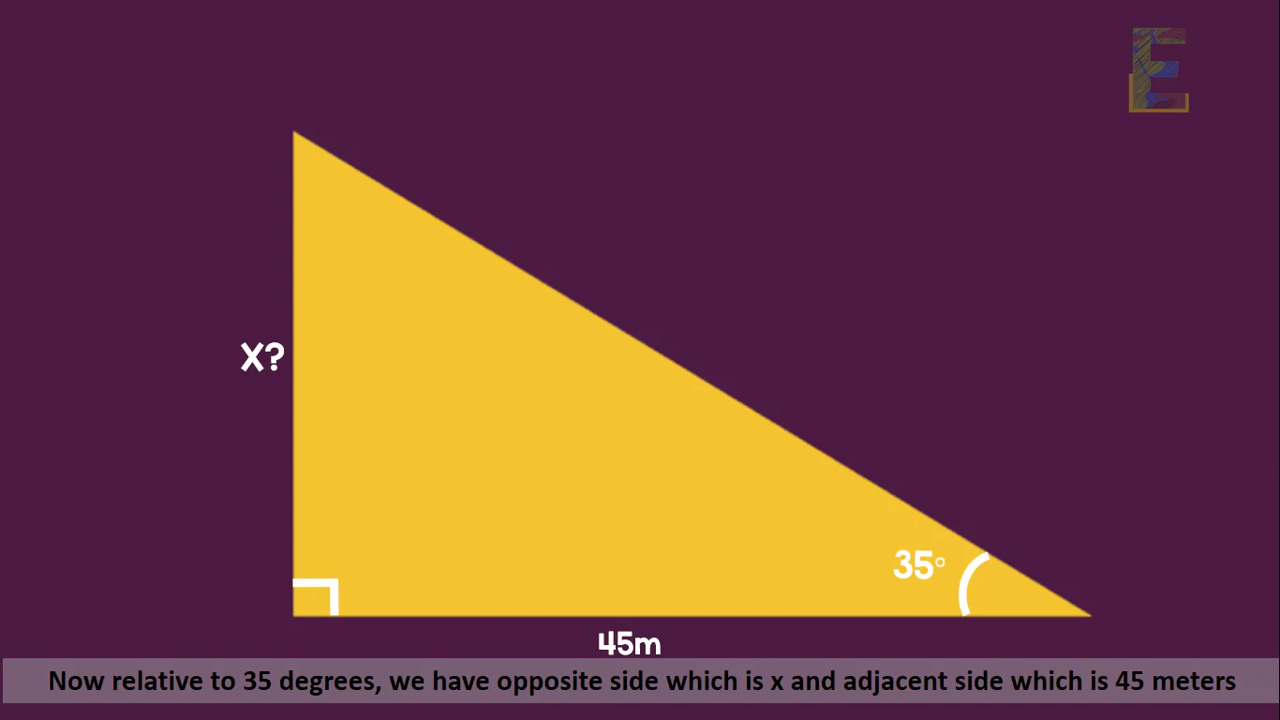 E
X?
35°
45m
Now relative to 35 degrees, we have opposite side which is x and adjacent side which is 45 meters